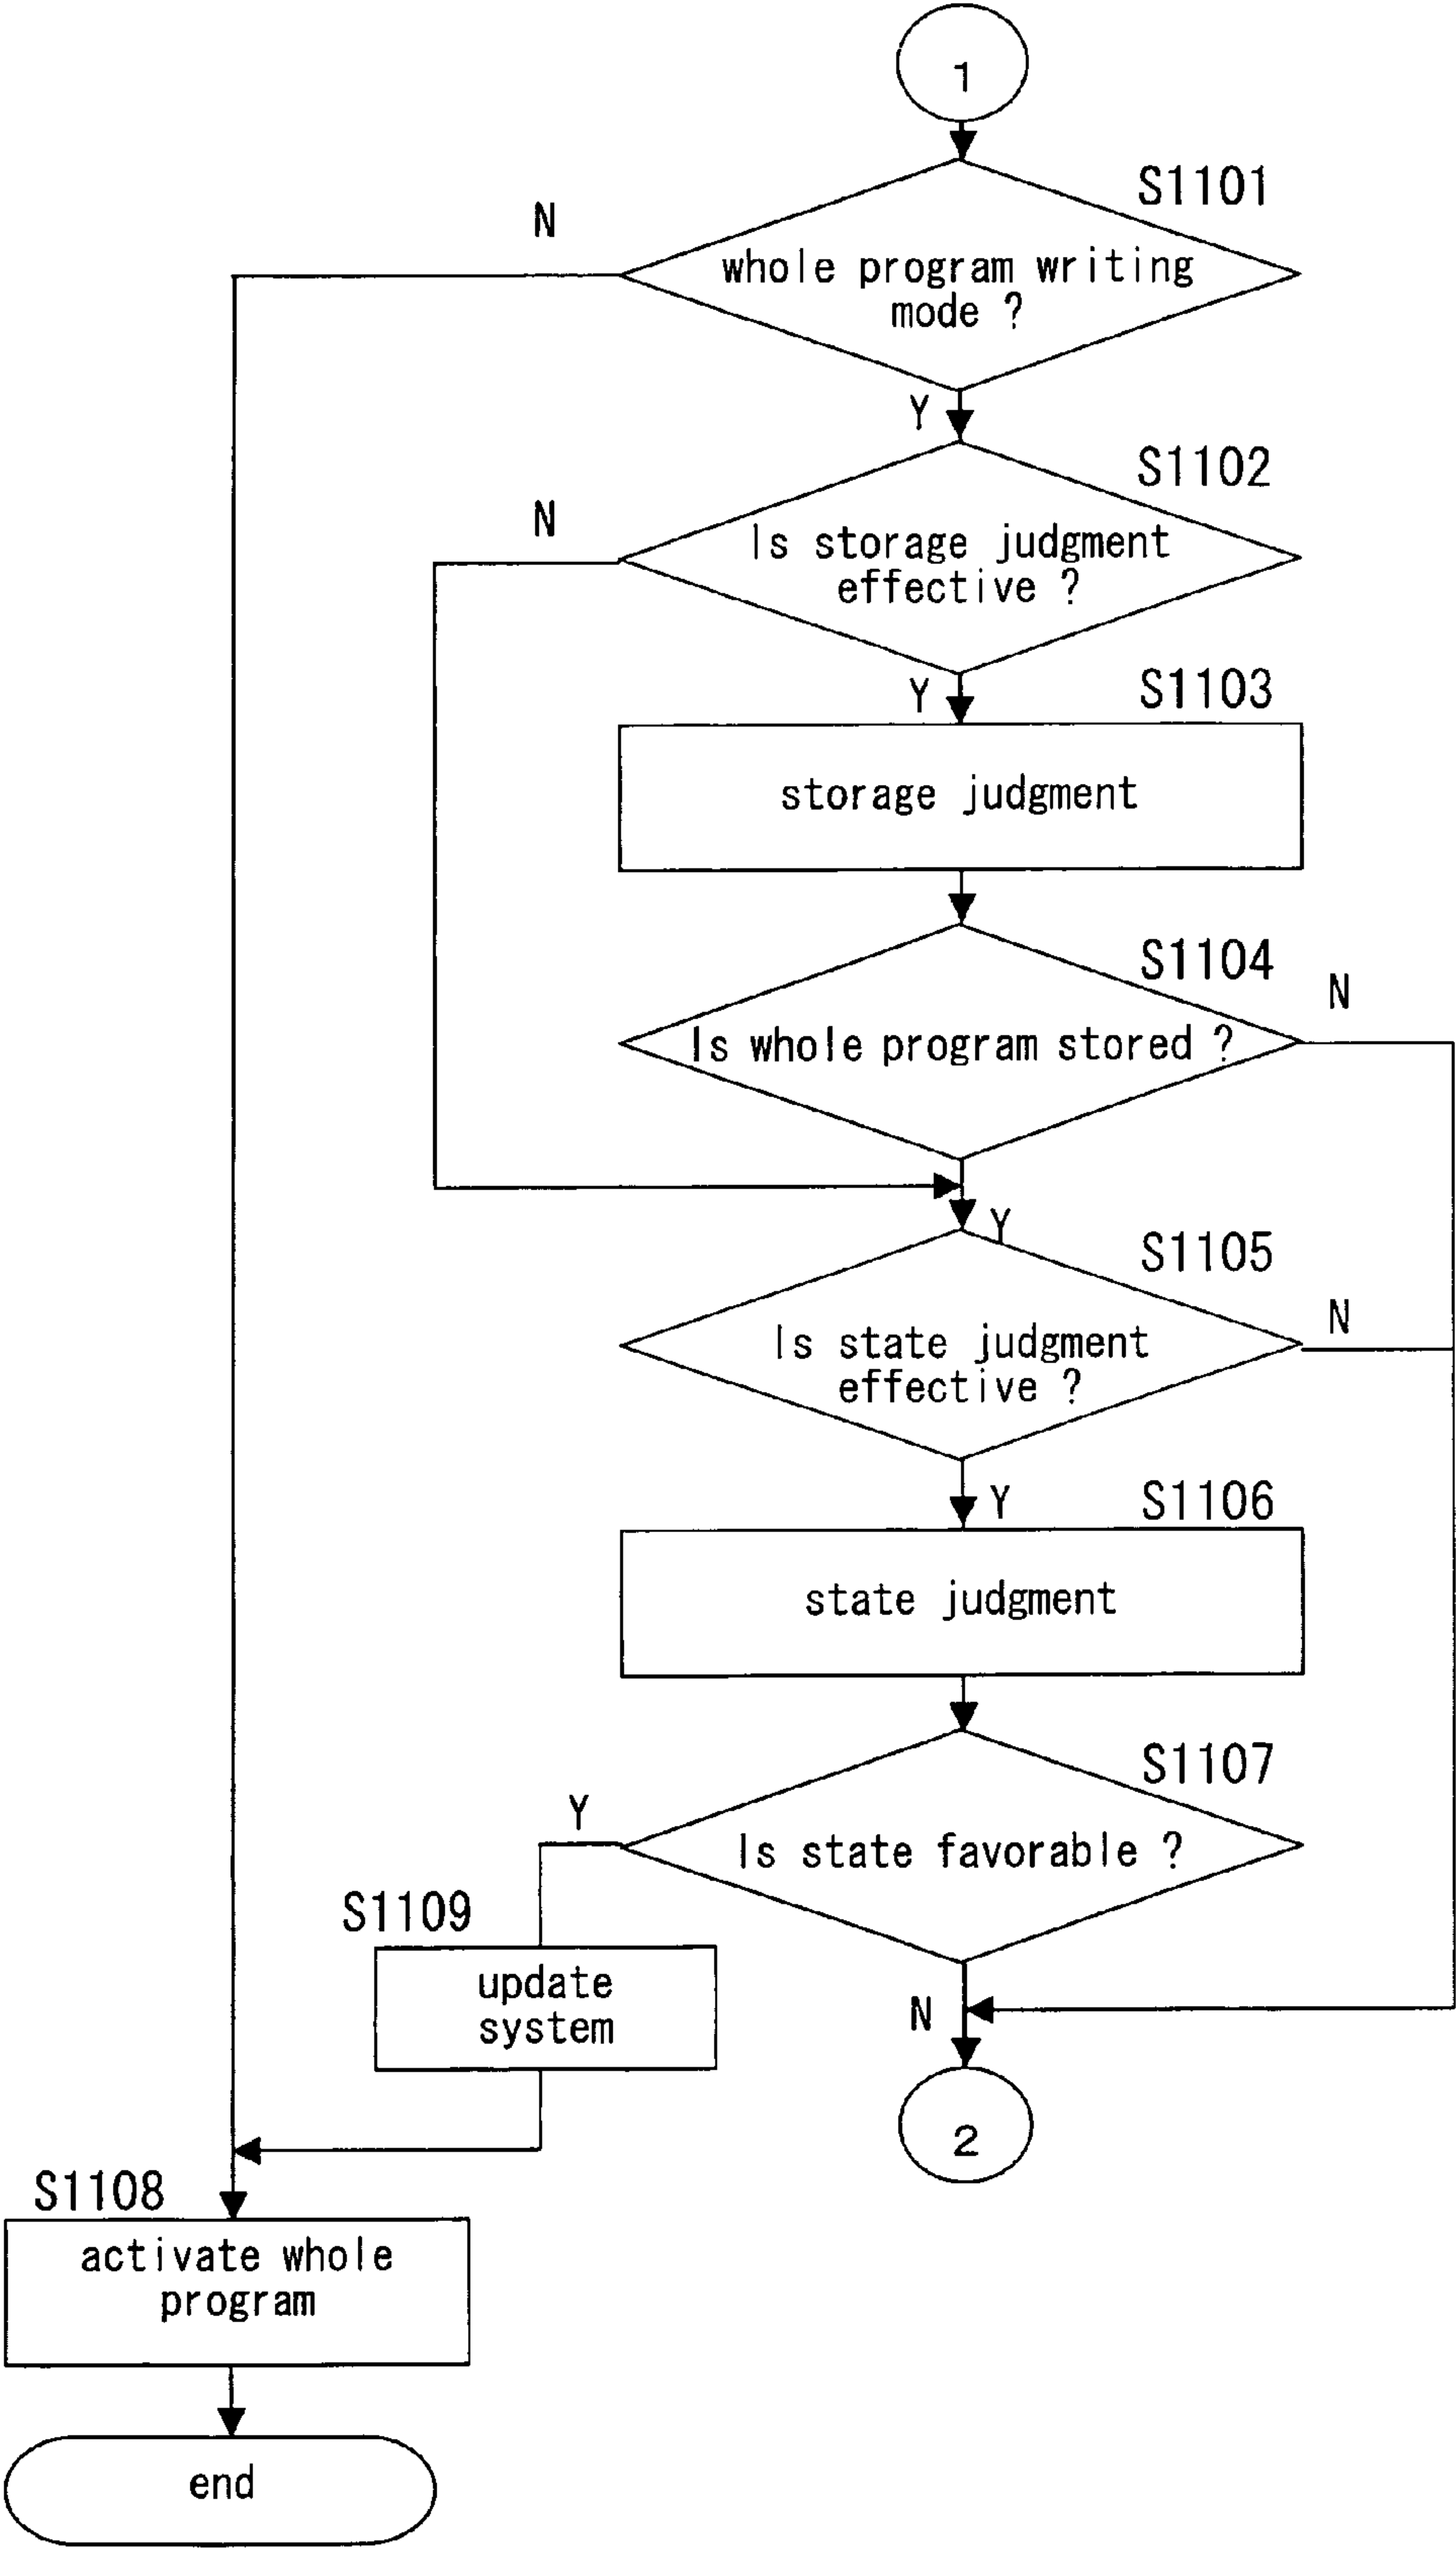 1
S1101
N
whole program writing
mode ?
Y
S1102
N
Is storage judgment
effective ?
Y
S1103
storage judgment
S1104
N
Is whole program stored ?
Y
S1105
N
Is state judgment
effective ?
Y
S1106
state judgment
S1107
Y
Is state favorable ?
S1109
update
system
N
2
S1108
activate whole
program
end